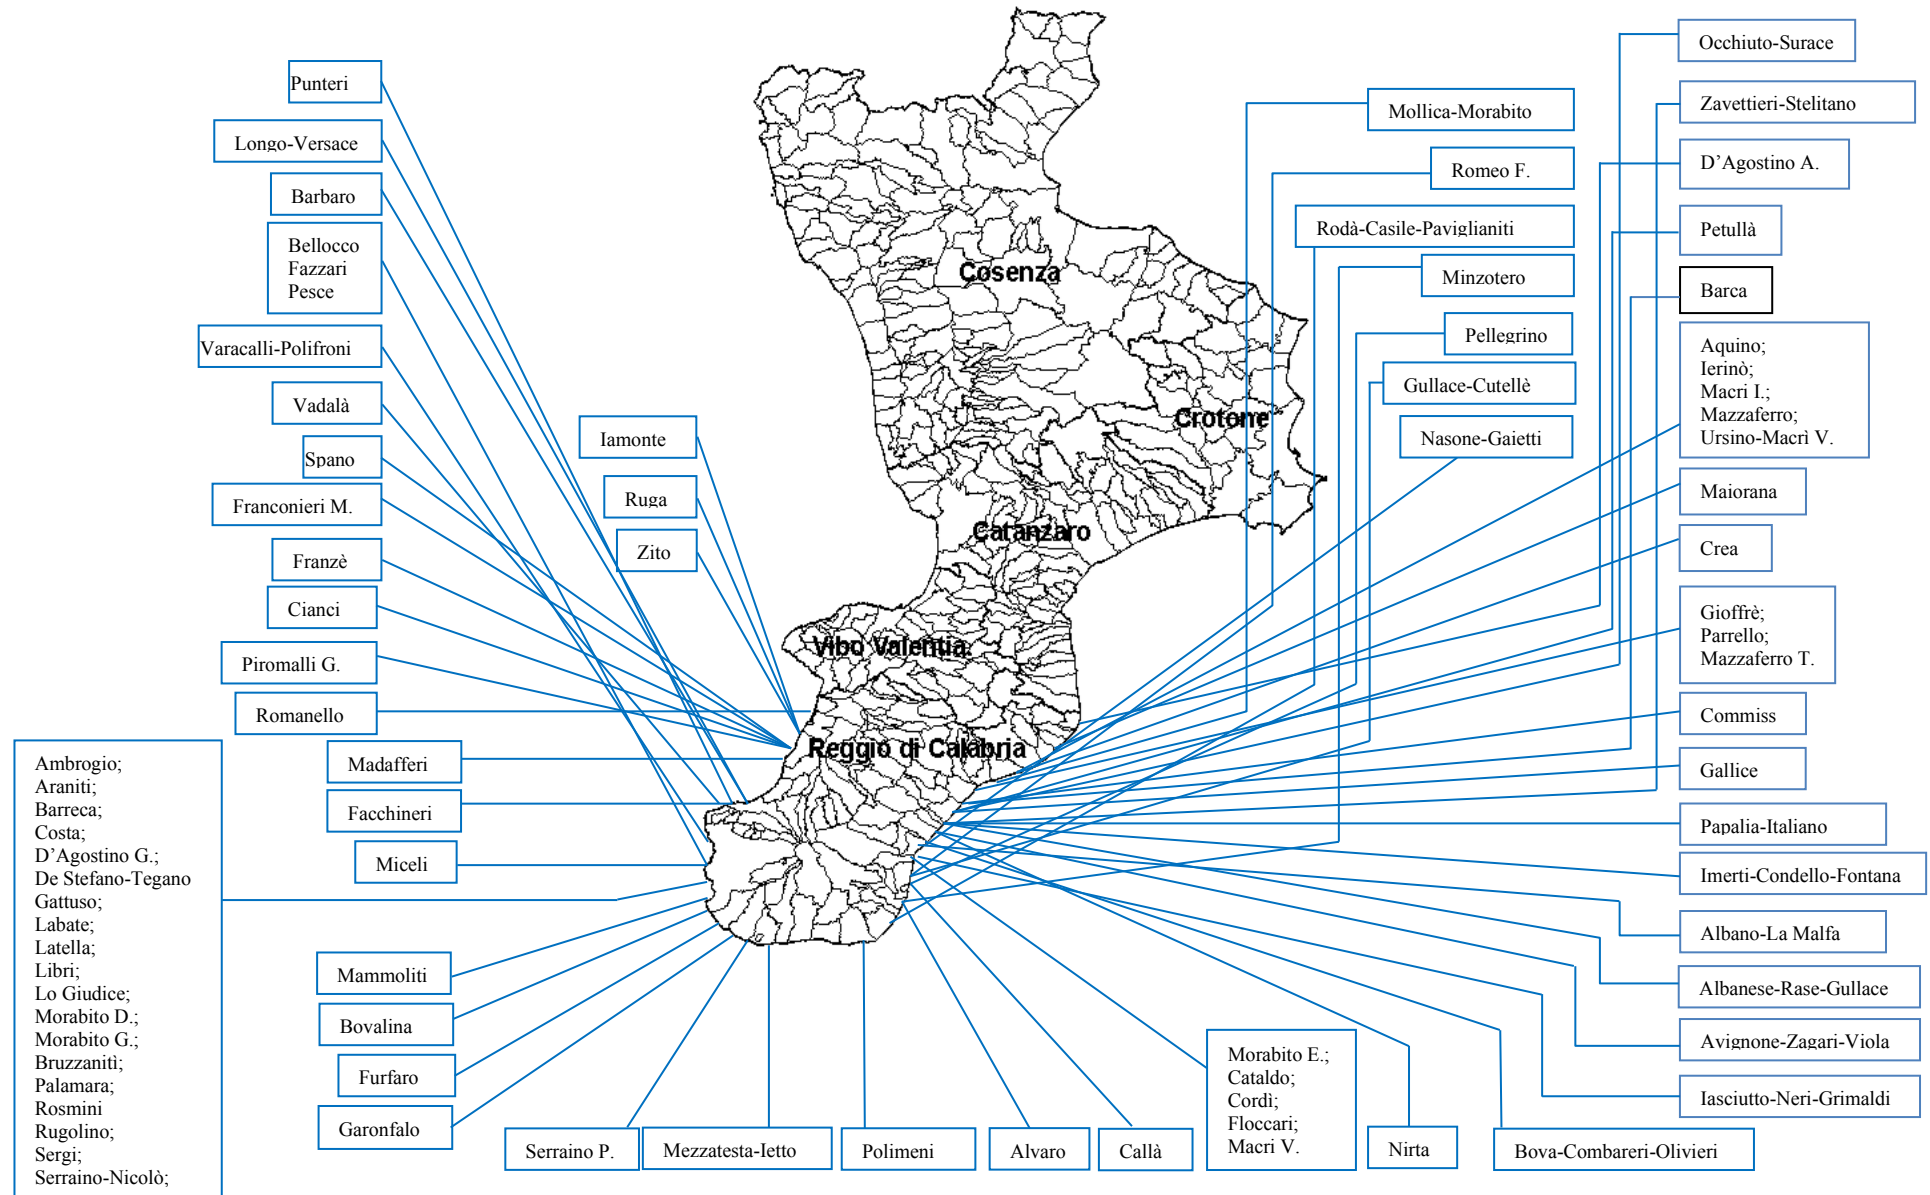 Punteri
Longo-Versace
Barbaro
Bellocco
Fazzari
Pesce
Varacalli-Polifroni
Vadalà
Spano
Franconieri M.
Franzè
Cianci
Piromalli G.
Romanello
Madafferi
Facchineri
Miceli
Ambrogio;
Araniti;
Barreca;
Costa;
D'Agostino G.;
De Stefano-Tegano
Gattuso;
Labate;
Latella;
Libri;
Lo Giudice;
Morabito D.;
Morabito G.;
Bruzzanitì;
Palamara;
Rosmini
Rugolino;
Sergi;
Serraino-Nicolò;
Mammoliti
Bovalina
Furfaro
Garonfalo
Iamonte
Ruga
Zito
Cosenza
Crotone
Catanzaro
Vibo Valentia.
Reggio di Calabria
Mollica-Morabito
Romeo F.
Rodà-Casile-Paviglianiti
Minzotero
Pellegrino
Gullace-Cutellè
Nasone-Gaietti
Occhiuto-Surace
Zavettieri-Stelitano
D'Agostino A.
Petullà
Barca
Aquino;
Ierinò;
Macri I.;
Mazzaferro;
Ursino-Macrì V.
Maiorana
Crea
Gioffrè;
Parrello;
Mazzaferro T.
Commiss
Gallice
Papalia-Italiano
Imerti-Condello-Fontana
Albano-La Malfa
Albanese-Rase-Gullace
Avignone-Zagari-Viola
Iasciutto-Neri-Grimaldi
Serraino P.
Mezzatesta-Ietto
Polimeni
Alvaro
Callà
Morabito E.;
Cataldo;
Cordì;
Floccari;
Macri V.
Nirta
Bova-Combareri-Olivieri